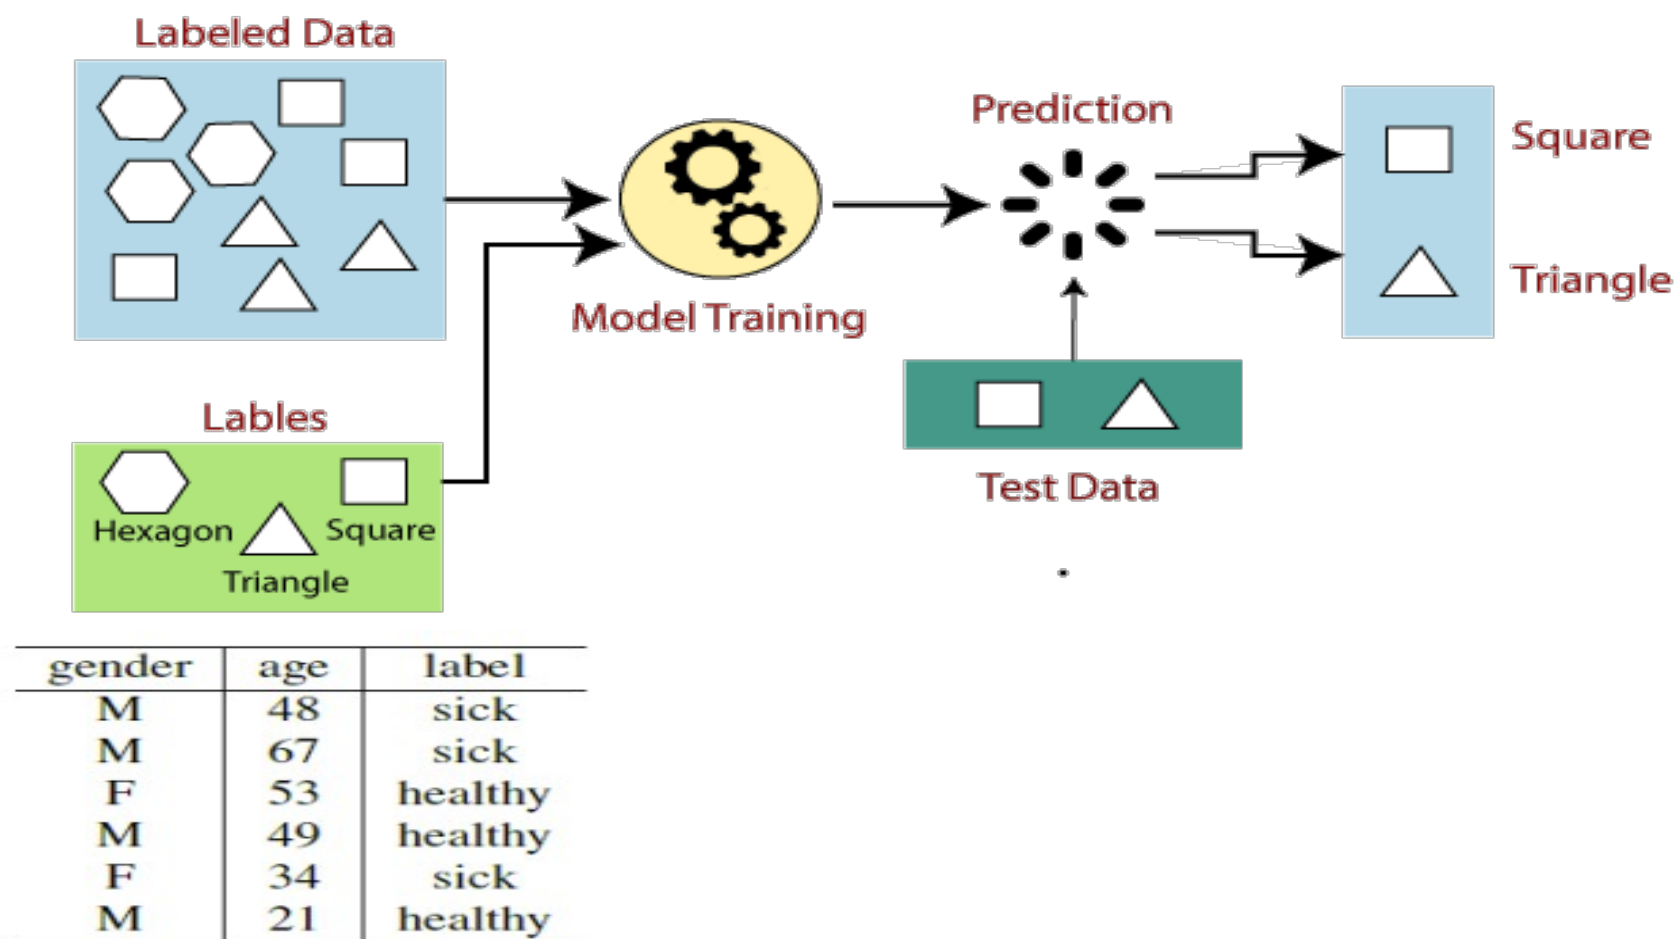 Labeled Data
Prediction
Square
Triangle
Model Training
Lables
Hexagon
Square
Triangle
Test Data
gender age label
M 48 sick
M 67 sick
F 53 healthy
M 49 healthy
F 34 sick
M 21 healthy